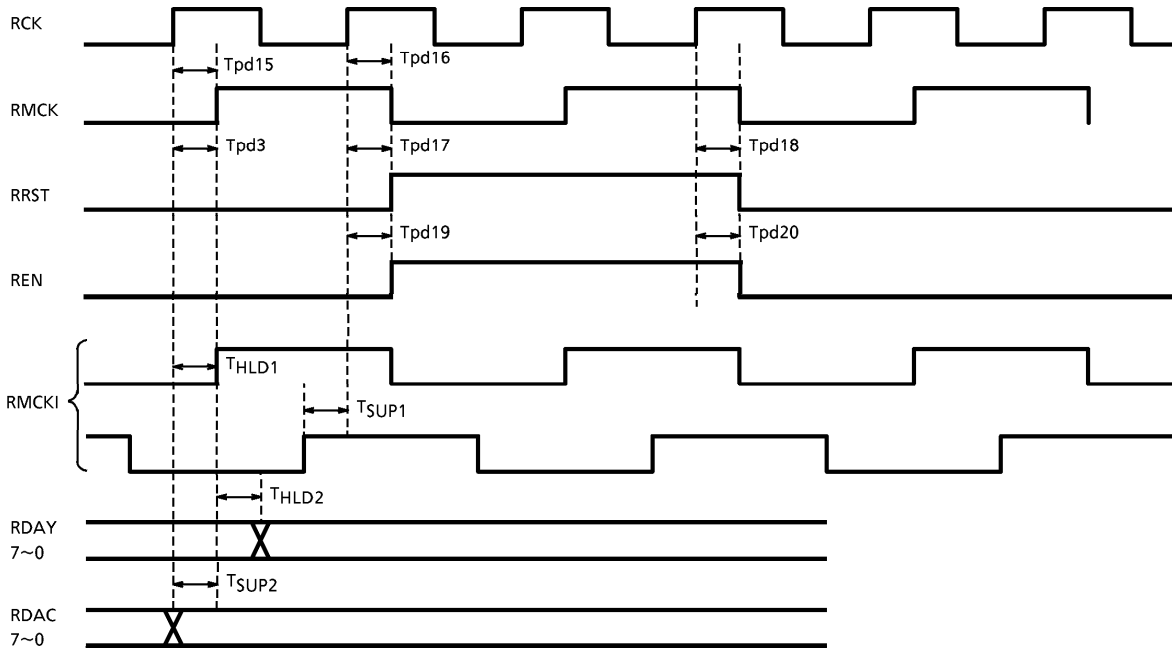 RCK
Tpd15
Tpd16
RMCK
Tpd3
Tpd17
Tpd18
RRST
Tpd19
Tpd20
REN
THLD1
RMCKI
TSUP1
THLD2
RDAY
7~0
TSUP2
RDAC
7~0